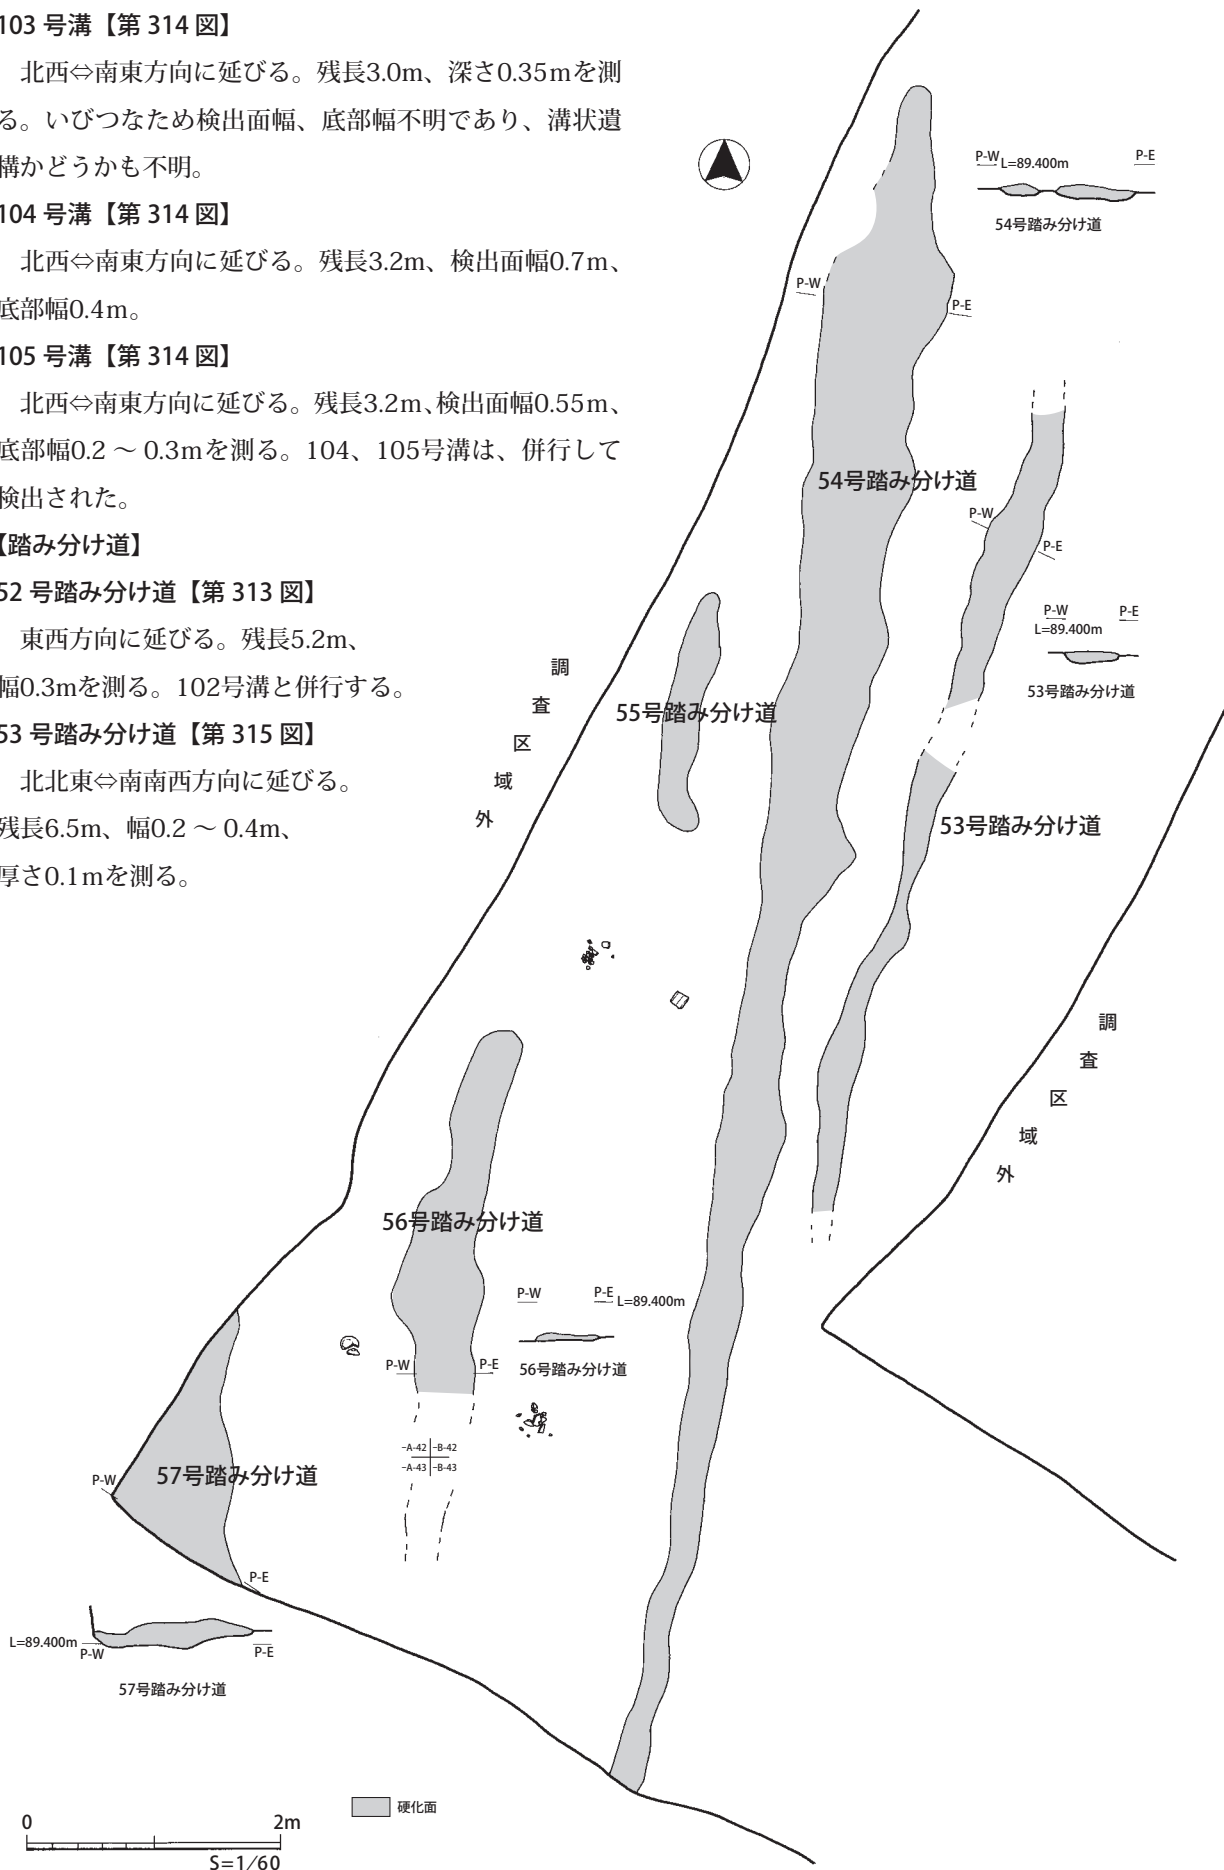 103 号溝【第 314 図】
北西⇔南東方向に延びる。残長3.0m、深さ0.35mを測
る。いびつなため検出面幅、底部幅不明であり、溝状遺
構かどうかも不明。
104 号溝【第 314 図】
北西⇔南東方向に延びる。残長3.2m、検出面幅0.7m、
底部幅0.4m。
105 号溝【第 314 図】
北西⇔南東方向に延びる。残長3.2m、検出面幅0.55m、
底部幅0.2 ～ 0.3mを測る。104、105号溝は、併行して
検出された。
【踏み分け道】
52 号踏み分け道【第 313 図】
東西方向に延びる。残長5.2m、
幅0.3mを測る。102号溝と併行する。
53 号踏み分け道【第 315 図】
北北東⇔南南西方向に延びる。
残長6.5m、幅0.2 ～ 0.4m、
厚さ0.1mを測る。
P-W L=89.400m P-E
54号踏み分け道
P-W
P-E
54号踏み分け道
P-W
P-E
P-W P-E
L=89.400m
53号踏み分け道
調査区域外
55号踏み分け道
53号踏み分け道
調査区域外
56号踏み分け道
P-W P-E L=89.400m
56号踏み分け道
P-W P-E
-A-42 -B-42
-A-43 -B-43
P-W
57号踏み分け道
P-E
L=89.400m
P-W P-E
57号踏み分け道
硬化面
0 2m
S=1/60